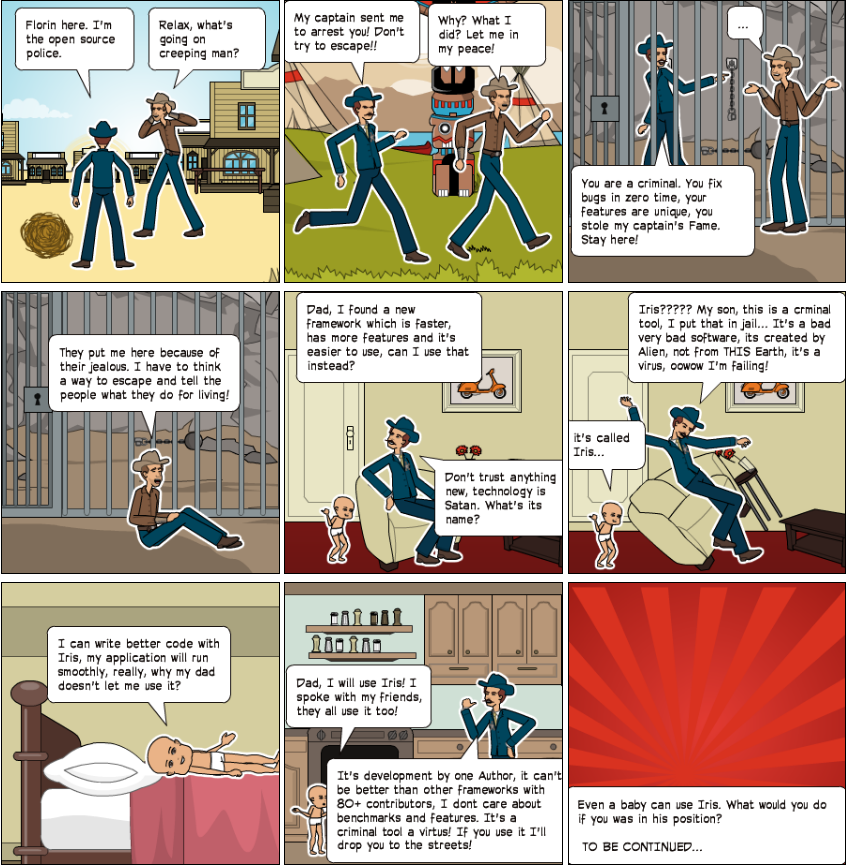 Florin here. I'm
the open source
police.
Relax, what's
going on
creeping man?
My captain sent me
to arrest you! Don't
try to escape!!
Why? What I
did? Let me in
my peace!
...
You are a criminal. You fix
bugs in zero time, your
features are unique, you
stole my captain's Fame.
Stay here!
They put me here because of
their jealous. I have to think
a way to escape and tell the
people what they do for living!
Dad, I found a new
framework which is faster,
has more features and it's
easier to use, can I use that
instead?
Don't trust anything
new, technology is
Satan. What's its
name?
Iris????? My son, this is a crminal
tool, I put that in jail... It's a bad
very bad software, its created by
Alien, not from THIS Earth, it's a
virus, oowow I'm failing!
it's called
Iris...
I can write better code with
Iris, my application will run
smoothly, really, why my dad
doesn't let me use it?
Dad, I will use Iris! I
spoke with my friends,
they all use it too!
It's development by one Author, it can't
be better than other frameworks with
80+ contributors, I dont care about
benchmarks and features. It's a
criminal tool a virtus! If you use it I'll
drop you to the streets!
Even a baby can use Iris. What would you do
if you was in his position?
TO BE CONTINUED...